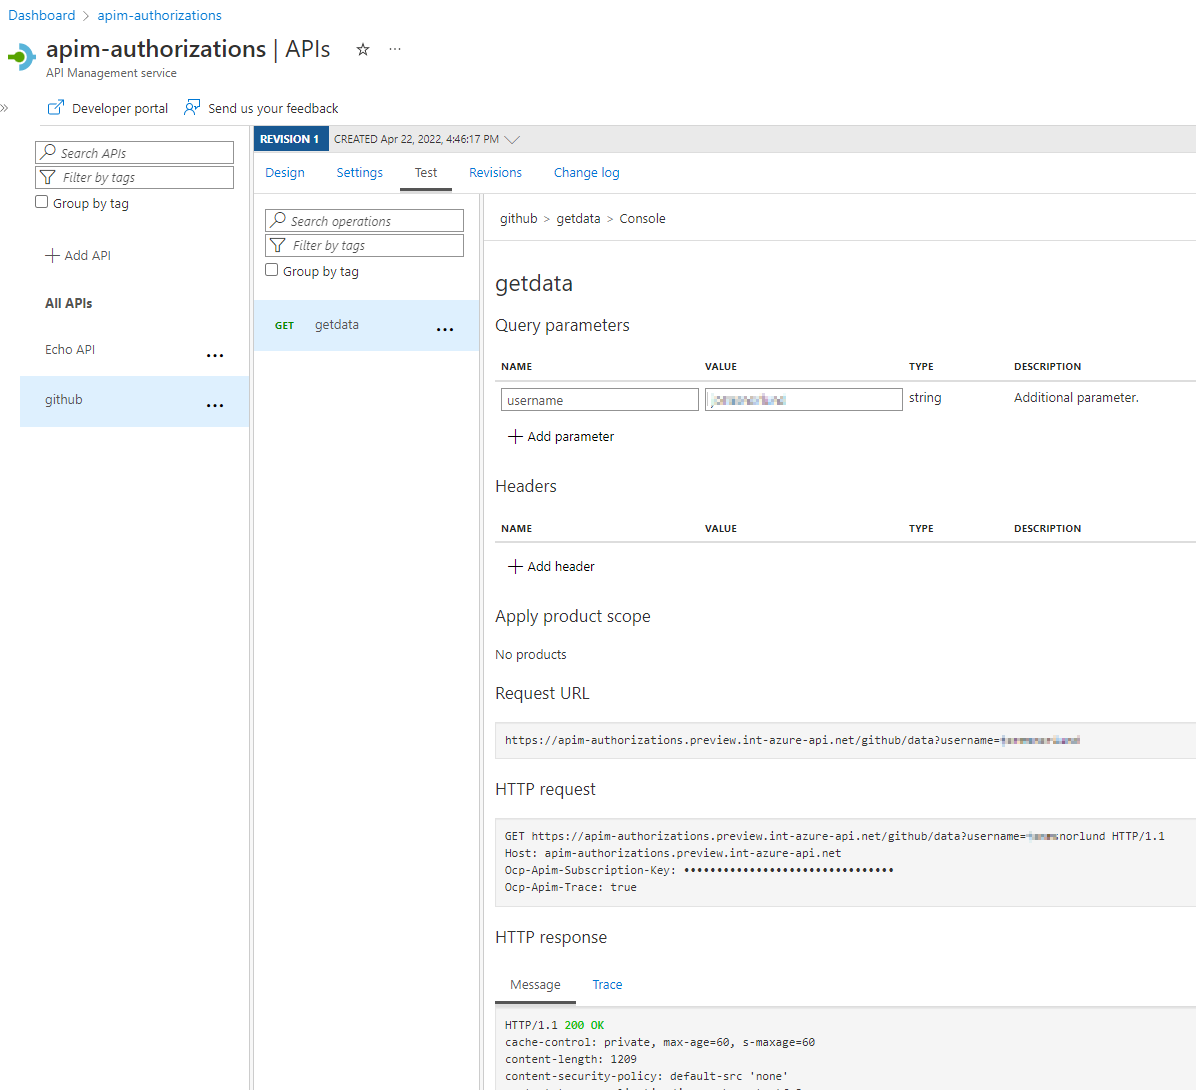 Dashboard > apim-authorizations
apim-authorizations | APIs ☆ ...
API Management service
» Developer portal Send us your feedback
Search APIs
Filter by tags
Group by tag
+ Add API
All APIs
Echo API ...
github ...
REVISION 1 CREATED Apr 22, 2022, 4:46:17 PM
Design Settings Test Revisions Change log
Search operations
Filter by tags
Group by tag
GET getdata ...
github > getdata > Console
getdata
Query parameters
NAME VALUE TYPE DESCRIPTION
username string Additional parameter.
+ Add parameter
Headers
NAME VALUE TYPE DESCRIPTION
+ Add header
Apply product scope
No products
Request URL
https://apim-authorizations.preview.int-azure-api.net/github/data?username=
HTTP request
GET https://apim-authorizations.preview.int-azure-api.net/github/data?username= snorlund HTTP/1.1
Host: apim-authorizations.preview.int-azure-api.net
Ocp-Apim-Subscription-Key: ••••••••••••••••••••••••••••••••
Ocp-Apim-Trace: true
HTTP response
Message Trace
HTTP/1.1 200 OK
cache-control: private, max-age=60, s-maxage=60
content-length: 1209
content-security-policy: default-src 'none'